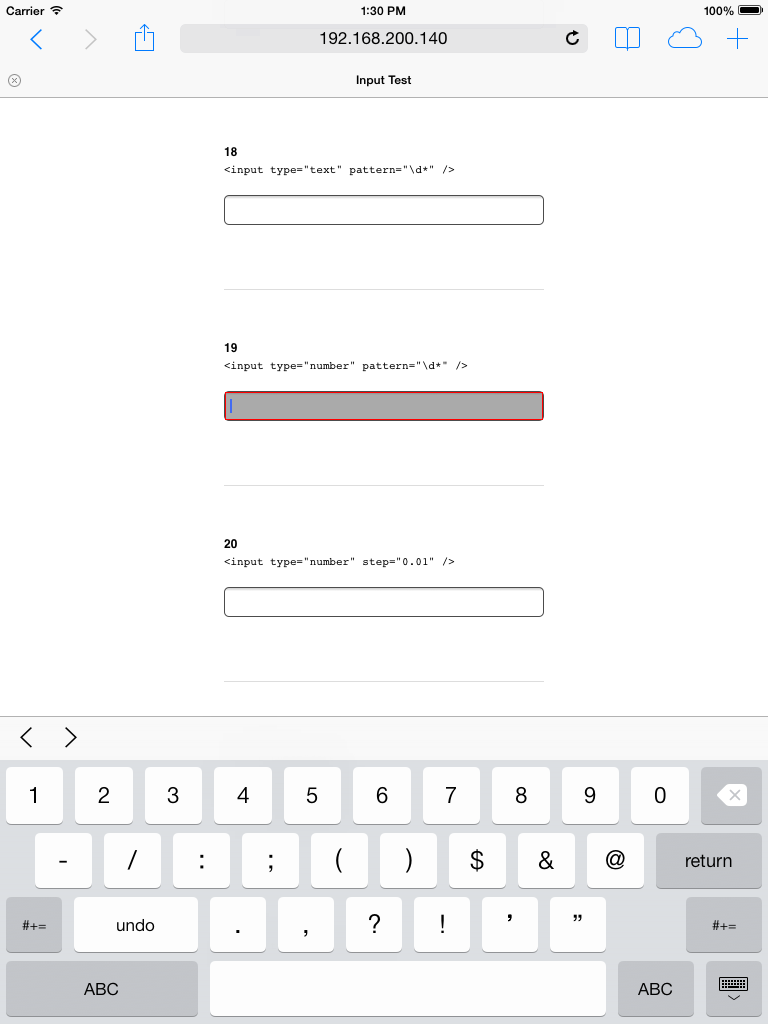 Carrier 1:30 PM 100%
192.168.200.140
Input Test
18
<input type="text" pattern="\d*" />
19
<input type="number" pattern="\d*" />
20
<input type="number" step="0.01" />
1 2 3 4 5 6 7 8 9 0
- / : ; ( ) $ & @ return
#+= undo . , ? ! ’ ” #+=
ABC ABC